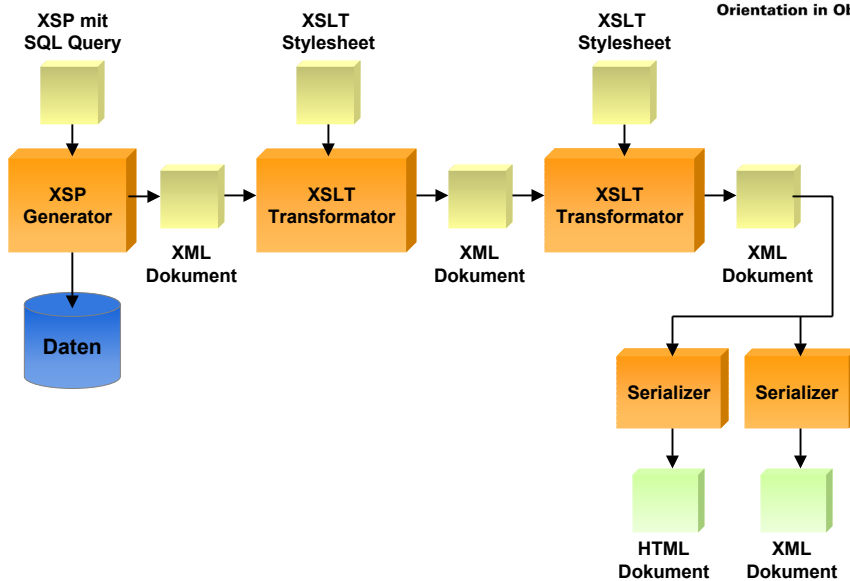 Orientation in Ob
XSP mit
SQL Query
XSLT
Stylesheet
XSLT
Stylesheet
XSP
Generator
XSLT
Transformator
XSLT
Transformator
XML
Dokument
XML
Dokument
XML
Dokument
Daten
Serializer
Serializer
HTML
Dokument
XML
Dokument